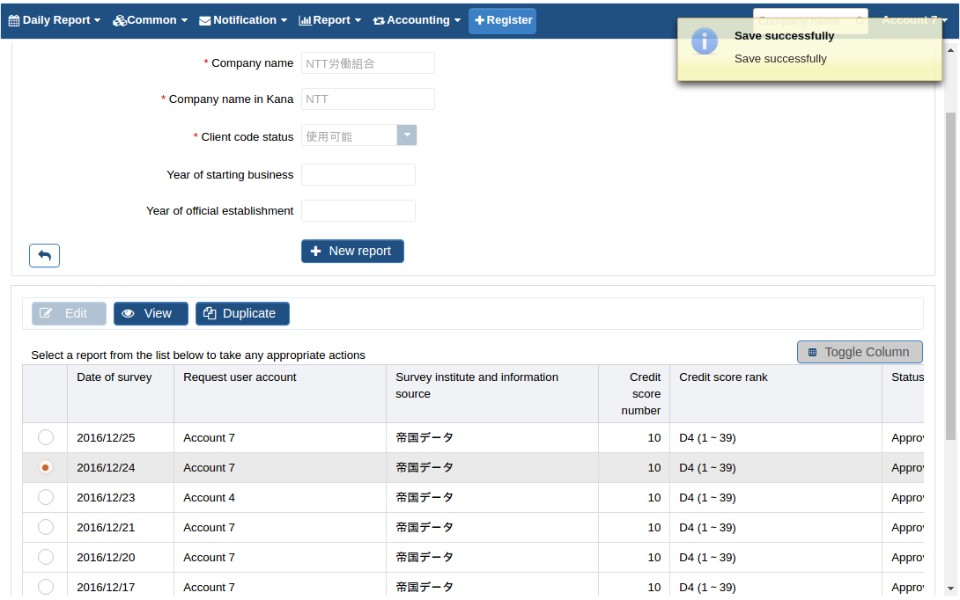 Daily Report Common Notification Report Accounting Register Account 7
Save successfully
Save successfully
* Company name NTT労働組合
* Company name in Kana NTT
* Client code status 使用可能
Year of starting business
Year of official establishment
New report
Edit View Duplicate
Select a report from the list below to take any appropriate actions Toggle Column
Date of survey Request user account Survey institute and information Credit Credit score rank Status
source score
number
2016/12/25 Account 7 帝国データ 10 D4 (1 ~ 39) Approv
2016/12/24 Account 7 帝国データ 10 D4 (1 ~ 39) Approv
2016/12/23 Account 4 帝国データ 10 D4 (1 ~ 39) Approv
2016/12/21 Account 7 帝国データ 10 D4 (1 ~ 39) Approv
2016/12/20 Account 7 帝国データ 10 D4 (1 ~ 39) Approv
2016/12/17 Account 7 帝国データ 10 D4 (1 ~ 39) Approv